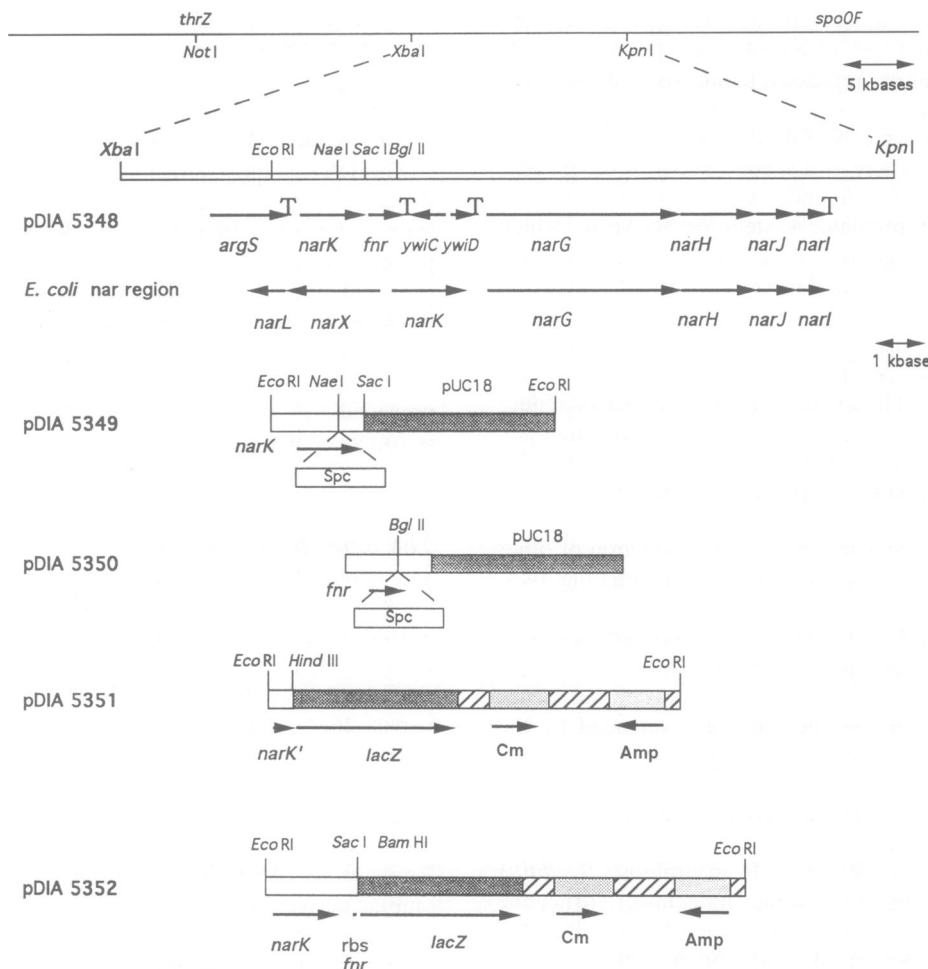 thrZ spo0F
NotI XbaI KpnI
5 kbases
XbaI EcoRI NaeI SacI BglII KpnI
pDIA 5348 T T T T
argS narK fnr ywiC ywiD narG narH narJ narI
E. coli nar region
narL narX narK narG narH narJ narI
1 kbase
EcoRI NaeI SacI pUC18 EcoRI
pDIA 5349
narK
Spc
BglII pUC18
pDIA 5350
fnr
Spc
EcoRI HindIII EcoRI
pDIA 5351
narK' lacZ Cm Amp
EcoRI SacI BamHI EcoRI
pDIA 5352
narK rbs lacZ Cm Amp
fnr